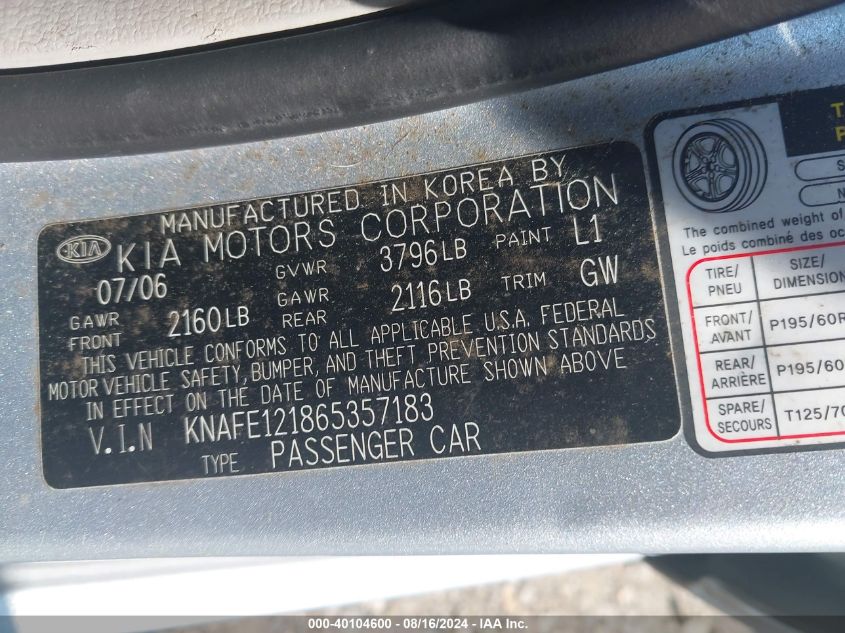 MANUFACTURED IN KOREA BY
KIA KIA MOTORS CORPORATION
07/06 GVWR 3796LB PAINT L1
GAWR FRONT 2160LB GAWR REAR 2116LB TRIM GW
THIS VEHICLE CONFORMS TO ALL APPLICABLE U.S.A. FEDERAL
MOTOR VEHICLE SAFETY, BUMPER, AND THEFT PREVENTION STANDARDS
IN EFFECT ON THE DATE OF MANUFACTURE SHOWN ABOVE
V.I.N KNAFE121865357183
TYPE PASSENGER CAR
The combined weight of
Le poids combiné des
TIRE/PNEU SIZE/DIMENSION
FRONT/AVANT P195/60R
REAR/ARRIÈRE P195/60
SPARE/SECOURS T125/70
000-40104600 - 08/16/2024 - IAAI.com